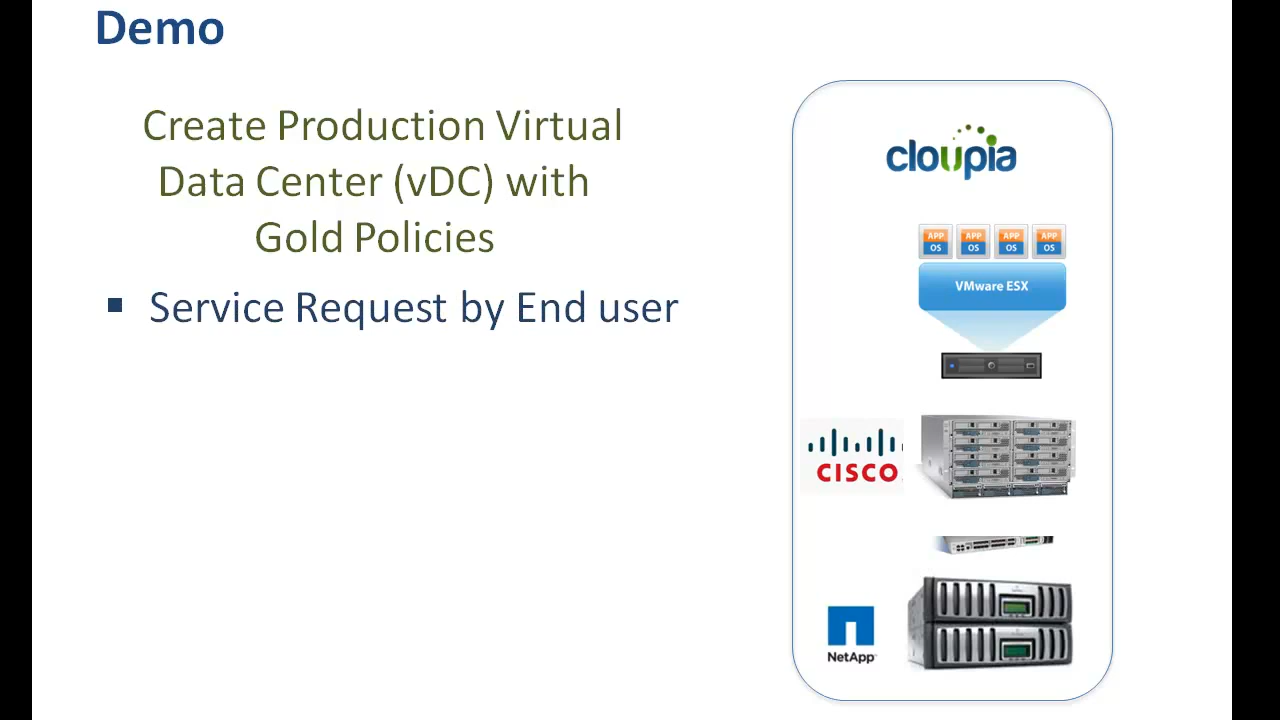 Demo
Create Production Virtual
Data Center (vDC) with
Gold Policies
▪ Service Request by End user
cloupia
APP APP APP APP
OS OS OS OS
VMware ESX
CISCO
NetApp